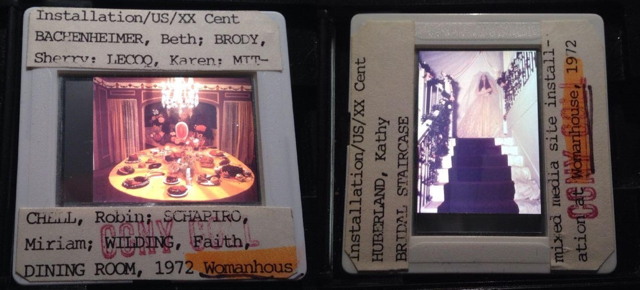 Installation/US/XX Cent
BACHENHEIMER, Beth; BRODY,
Sherry; LECOQ, Karen; MIT-
CHELL, Robin; SCHAPIRO,
Miriam; WILDING, Faith,
DINING ROOM, 1972 Womanhous
Installation/US/XX Cent
HUBERLAND, Kathy
BRIDAL STAIRCASE
mixed media site install-
ation at Womanhouse, 1972